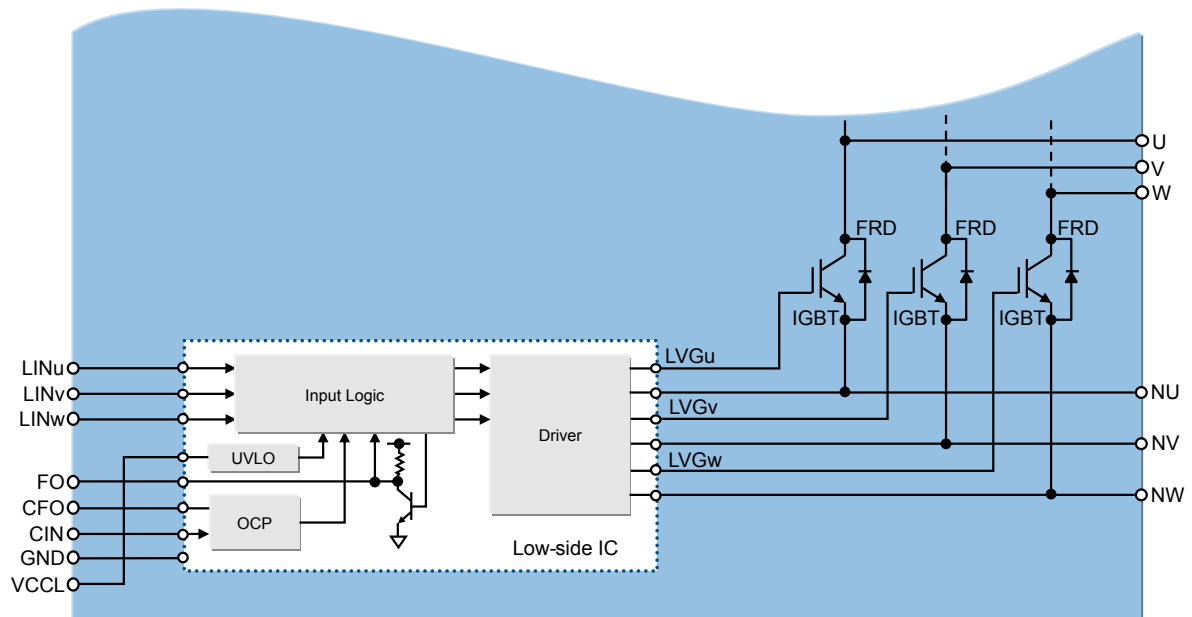 U
V
W
FRD FRD FRD
IGBT IGBT IGBT
LINu
LINv
LINw
FO
CFO
CIN
GND
VCCL
Input Logic
UVLO
OCP
Driver
Low-side IC
LVGu
LVGv
LVGw
NU
NV
NW